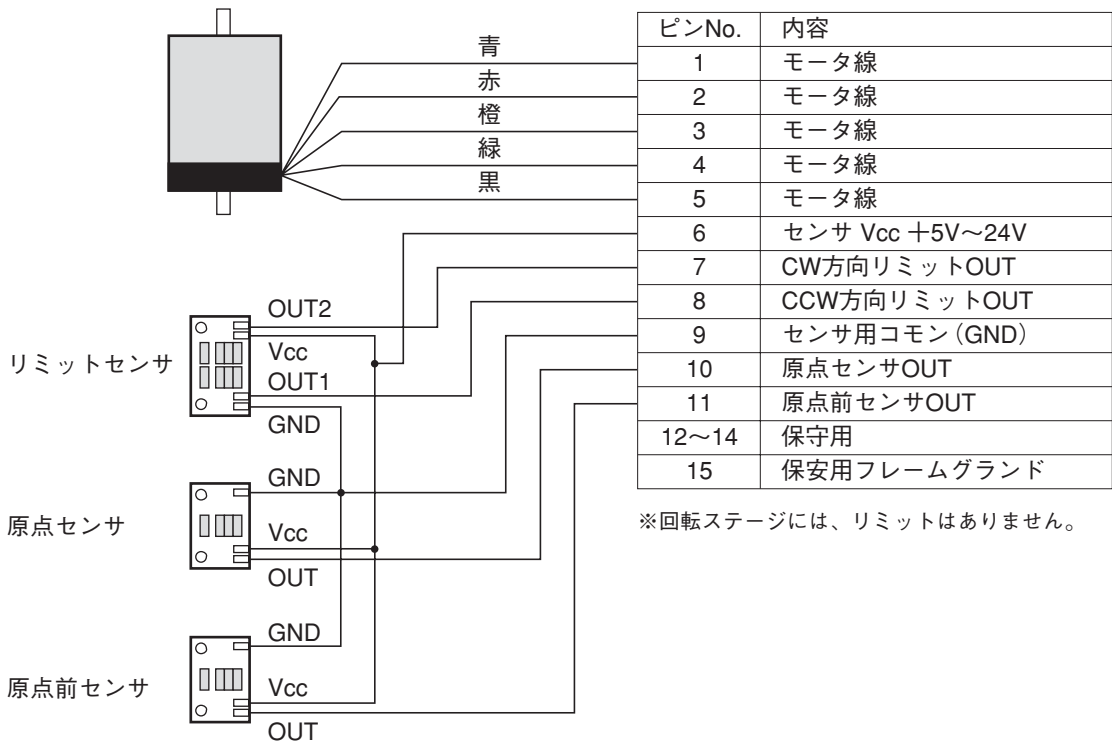 青
赤
橙
緑
黒
ピンNo. 内容
1 モータ線
2 モータ線
3 モータ線
4 モータ線
5 モータ線
6 センサ Vcc +5V〜24V
7 CW方向リミットOUT
8 CCW方向リミットOUT
9 センサ用コモン(GND)
10 原点センサOUT
11 原点前センサOUT
12〜14 保守用
15 保安用フレームグランド
※回転ステージには、リミットはありません。
リミットセンサ
OUT2
Vcc
OUT1
GND
原点センサ
GND
Vcc
OUT
原点前センサ
GND
Vcc
OUT